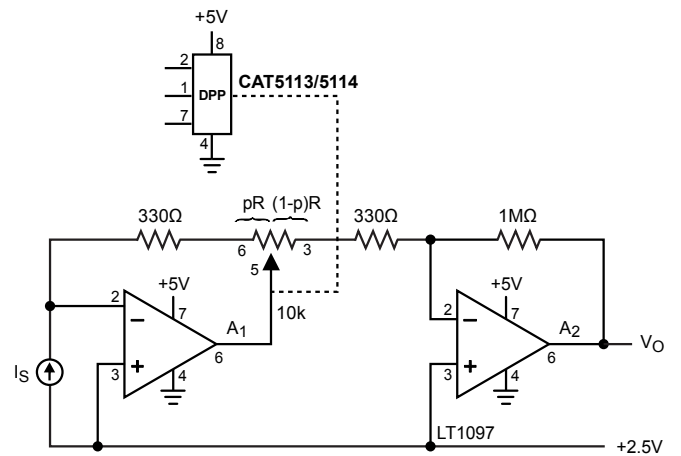 +5V
8
2
CAT5113/5114
1
DPP
7
4
pR (1-p)R
330Ω
330Ω
1MΩ
6
3
5
+5V
+5V
2
7
10k
2
7
A1
A2
–
–
6
6
VO
+
+
3
4
3
4
IS
LT1097
+2.5V